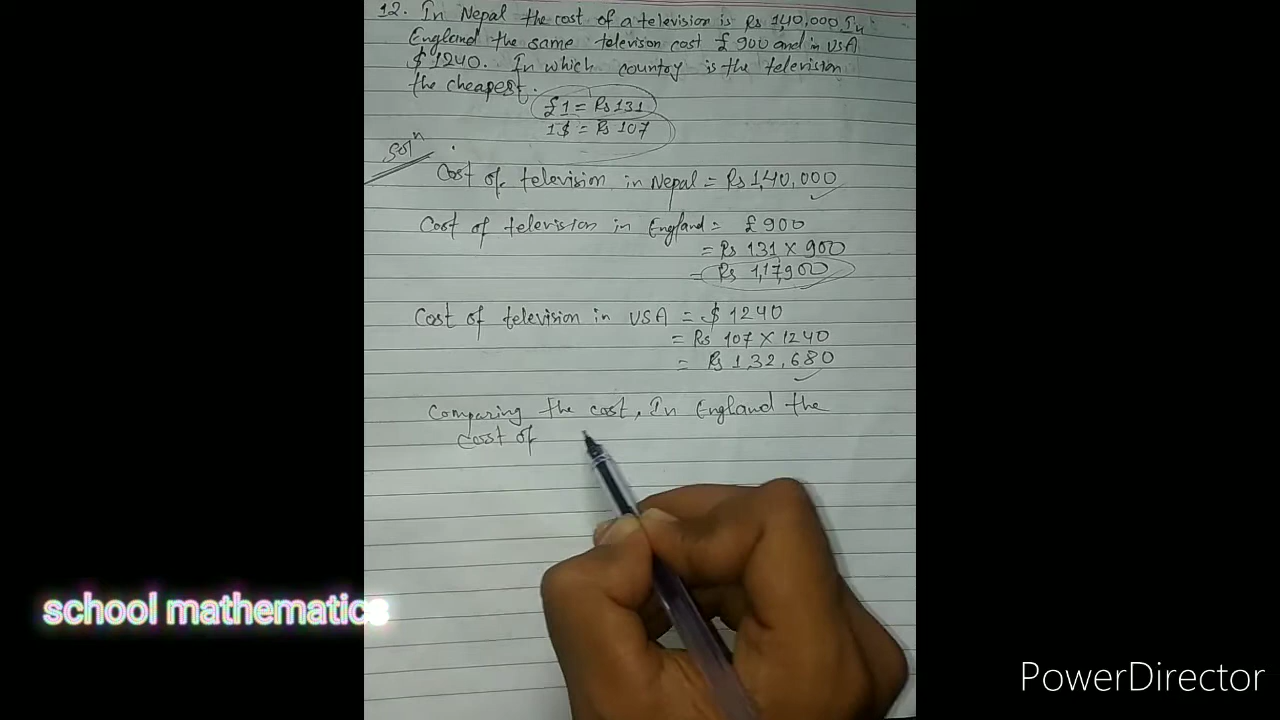 12. In Nepal the cost of a television is Rs 1,40,000. In
England the same television cost £ 900 and in USA
$ 1240. In which country is the television
the cheapest.
£1 = Rs 131
1$ = Rs 107
Solⁿ
Cost of television in Nepal = Rs 1,40,000
Cost of television in England = £ 900
= Rs 131 × 900
= Rs 1,17,900
Cost of television in USA = $ 1240
= Rs 107 × 1240
= Rs 1,32,680
Comparing the cost, In England the
cost of
school mathematics
PowerDirector